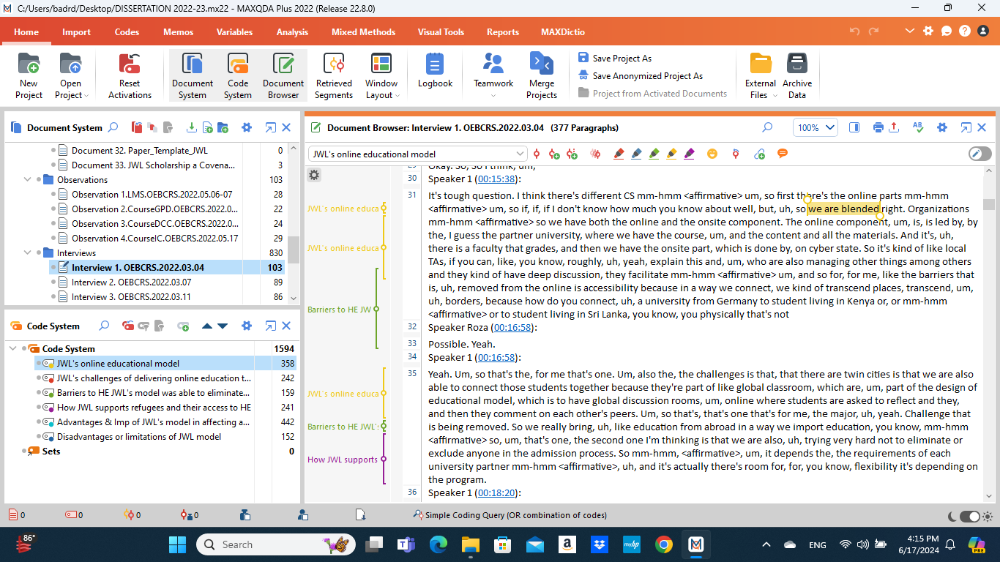 C:/Users/badrd/Desktop/DISSERTATION 2022-23.mx22 - MAXQDA Plus 2022 (Release 22.8.0)
Home Import Codes Memos Variables Analysis Mixed Methods Visual Tools Reports MAXDictio
New Project
Open Project
Reset Activations
Document System
Code System
Document Browser
Retrieved Segments
Window Layout
Logbook
Teamwork
Merge Projects
Save Project As
Save Anonymized Project As
Project from Activated Documents
External Files
Archive Data
Document System
Document 32. Paper_Template_JWL 0
Document 33. JWL Scholarship a Covena... 3
Observations 103
Observation 1.LMS.OEBCRS.2022.05.06-07 28
Observation 2.CourseGPD.OEBCRS.2022.0... 22
Observation 3.CourseDCC.OEBCRS.2022.0... 24
Observation 4.CourseIC.OEBCRS.2022.05.17 29
Interviews 830
Interview 1. OEBCRS.2022.03.04 103
Interview 2. OEBCRS.2022.03.07 89
Interview 3. OEBCRS.2022.03.11 86
Code System
Code System 1594
JWL's online educational model 358
JWL's challenges of delivering online education t... 242
Barriers to HE JWL's model was able to eliminate... 159
How JWL supports refugees and their access to HE 241
Advantages & Imp of JWL's model in affecting a... 442
Disadvantages or limitations of JWL model 152
Sets 0
Document Browser: Interview 1. OEBCRS.2022.03.04 (377 Paragraphs)
100%
JWL's online educational model
JWL's online educa
JWL's online educa
Barriers to HE JW
JWL's online educa
Barriers to HE JWL's
How JWL supports
29 Okay. So, so I think, um,
30 Speaker 1 (00:15:38):
31 It's tough question. I think there's different CS mm-hmm <affirmative> um, so first there's the online parts mm-hmm
<affirmative> um, so if, if, if I don't know how much you know about well, but, uh, so we are blended right. Organizations
mm-hmm <affirmative> so we have both the online and the onsite component. The online component, um, is, is led by, by
the, I guess the partner university, where we have the course, um, and the content and all the materials. And it's, uh,
there is a faculty that grades, and then we have the onsite part, which is done by, on cyber state. So it's kind of like local
TAs, if you can, like, you know, roughly, uh, yeah, explain this and, um, who are also managing other things among others
and they kind of have deep discussion, they facilitate mm-hmm <affirmative> um, and so for, for me, like the barriers that
is, uh, removed from the online is accessibility because in a way we connect, we kind of transcend places, transcend, um,
uh, borders, because how do you connect, uh, a university from Germany to student living in Kenya or, or mm-hmm
<affirmative> or to student living in Sri Lanka, you know, you physically that's not
32 Speaker Roza (00:16:58):
33 Possible. Yeah.
34 Speaker 1 (00:16:58):
35 Yeah. Um, so that's the, for me that's one. Um, also the, the challenges is that, that there are twin cities is that we are also
able to connect those students together because they're part of like global classroom, which are, um, part of the design of
educational model, which is to have global discussion rooms, um, online where students are asked to reflect and they,
and then they comment on each other's peers. Um, so that's, that's one that's for me, the major, uh, yeah. Challenge that
is being removed. So we really bring, uh, like education from abroad in a way we import education, you know, mm-hmm
<affirmative> so, um, that's one, the second one I'm thinking is that we are also, uh, trying very hard not to eliminate or
exclude anyone in the admission process. So mm-hmm, <affirmative>, um, it depends the, the requirements of each
university partner mm-hmm <affirmative>, uh, and it's actually there's room for, for, you know, flexibility it's depending on
the program.
36 Speaker 1 (00:18:20):
0 0 0 0
Simple Coding Query (OR combination of codes)
86°
Search
ENG
4:15 PM
6/17/2024
PRE